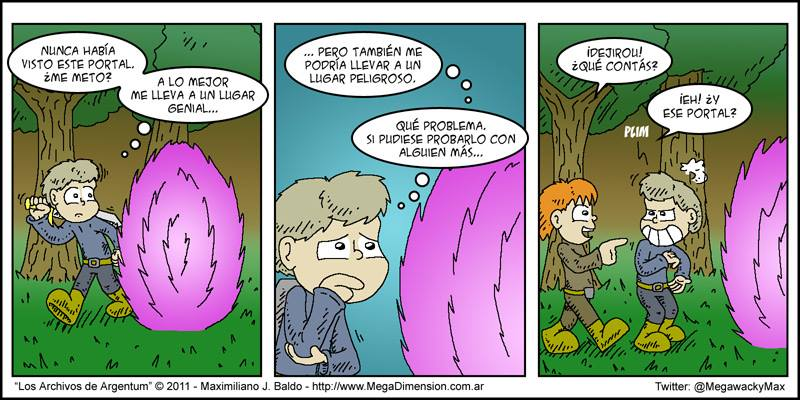 NUNCA HABÍA
VISTO ESTE PORTAL.
¿ME METO?
A LO MEJOR
ME LLEVA A UN LUGAR
GENIAL...
... PERO TAMBIÉN ME
PODRÍA LLEVAR A UN
LUGAR PELIGROSO.
QUÉ PROBLEMA.
SI PUDIESE PROBARLO CON
ALGUIEN MÁS...
¡DEJIROU!
¿QUÉ CONTÁS?
¡EH! ¿Y
ESE PORTAL?
PLIM
"Los Archivos de Argentum" © 2011 - Maximiliano J. Baldo - http://www.MegaDimension.com.ar
Twitter: @MegawackyMax